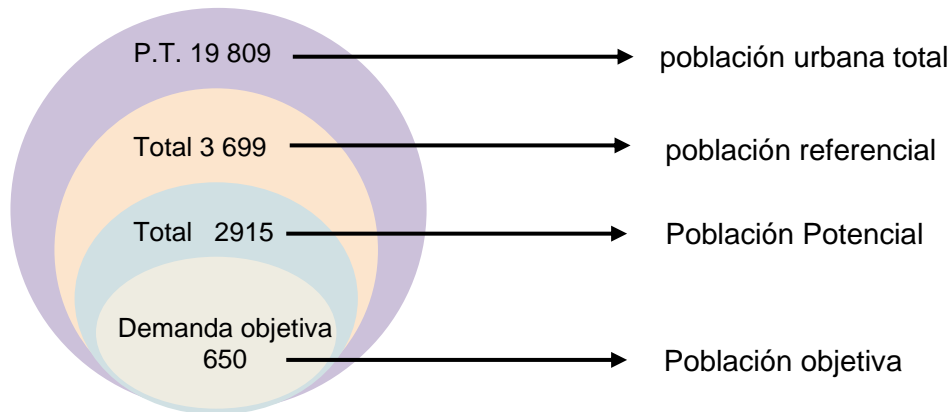 P.T. 19 809
población urbana total
Total 3 699
población referencial
Total 2915
Población Potencial
Demanda objetiva
650
Población objetiva